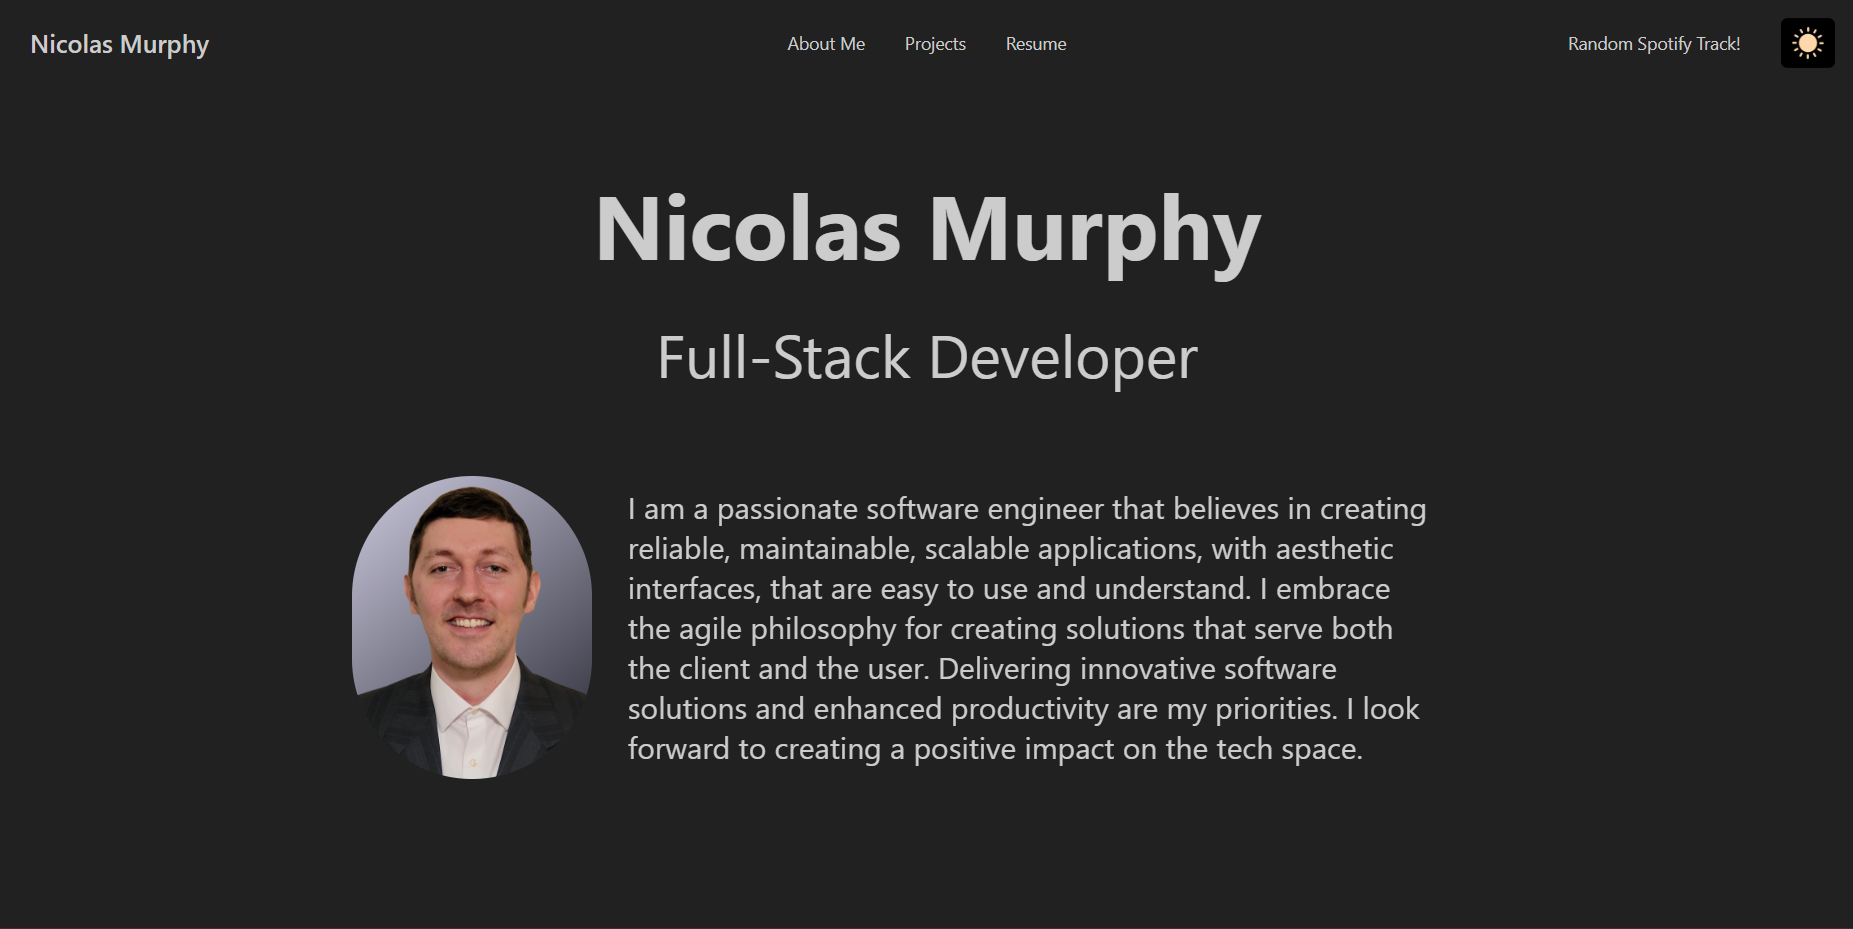 Nicolas Murphy
About Me
Projects
Resume
Random Spotify Track!
Nicolas Murphy
Full-Stack Developer
I am a passionate software engineer that believes in creating
reliable, maintainable, scalable applications, with aesthetic
interfaces, that are easy to use and understand. I embrace
the agile philosophy for creating solutions that serve both
the client and the user. Delivering innovative software
solutions and enhanced productivity are my priorities. I look
forward to creating a positive impact on the tech space.